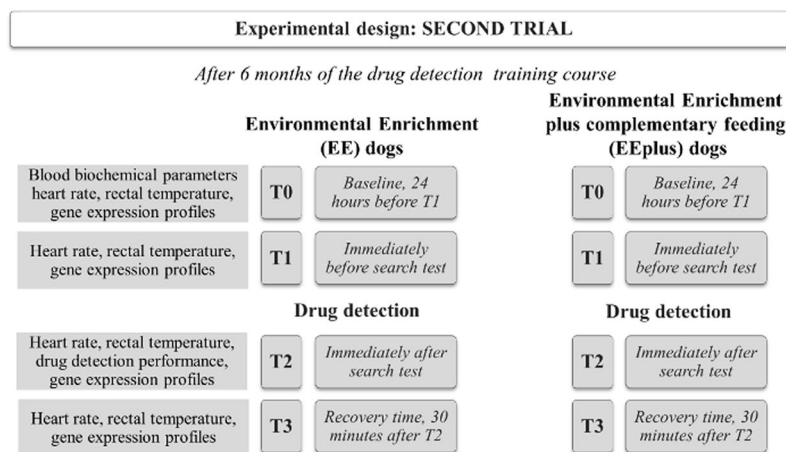 Experimental design: SECOND TRIAL
After 6 months of the drug detection training course
Environmental Enrichment
(EE) dogs
Environmental Enrichment
plus complementary feeding
(EEplus) dogs
Blood biochemical parameters
heart rate, rectal temperature,
gene expression profiles
T0
Baseline, 24
hours before T1
T0
Baseline, 24
hours before T1
Heart rate, rectal temperature,
gene expression profiles
T1
Immediately
before search test
T1
Immediately
before search test
Drug detection
Drug detection
Heart rate, rectal temperature,
drug detection performance,
gene expression profiles
T2
Immediately after
search test
T2
Immediately after
search test
Heart rate, rectal temperature,
gene expression profiles
T3
Recovery time, 30
minutes after T2
T3
Recovery time, 30
minutes after T2